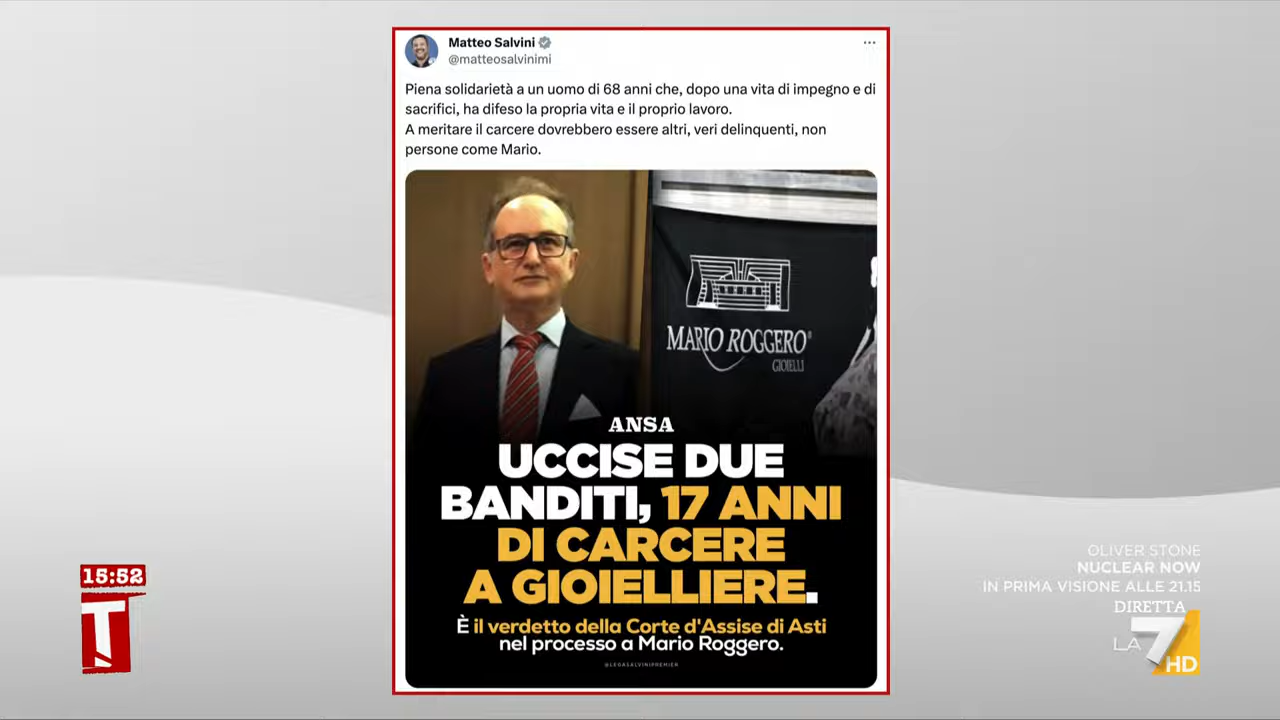 Matteo Salvini
@matteosalvinimi
Piena solidarietà a un uomo di 68 anni che, dopo una vita di impegno e di
sacrifici, ha difeso la propria vita e il proprio lavoro.
A meritare il carcere dovrebbero essere altri, veri delinquenti, non
persone come Mario.
MARIO ROGGERO®
GIOIELLI
ANSA
UCCISE DUE
BANDITI, 17 ANNI
DI CARCERE
A GIOIELLIERE.
È il verdetto della Corte d'Assise di Asti
nel processo a Mario Roggero.
@LEGASALVINIPREMIER
15:52
T
OLIVER STONE
NUCLEAR NOW
IN PRIMA VISIONE ALLE 21.15
DIRETTA
LA 7 HD